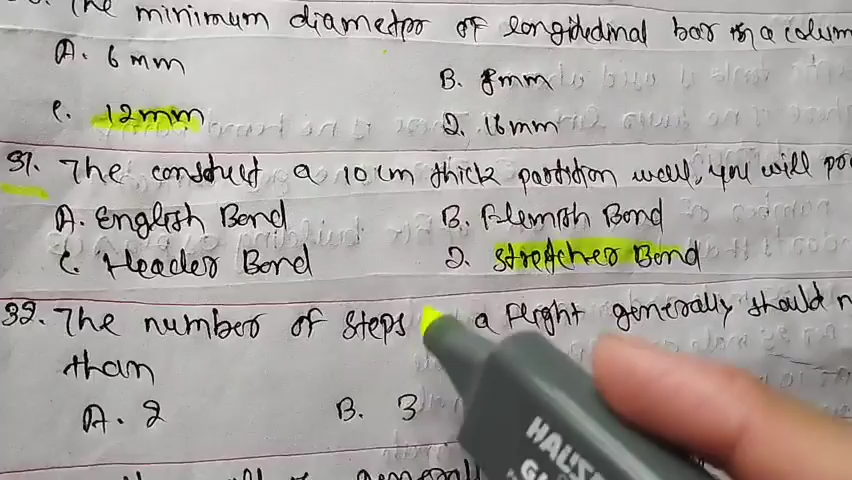 The minimum diameter of longitudinal bar in a column
A. 6 mm
B. 8mm
C. 12mm
D. 16mm
31. The construct a 10 cm thick partition wall, you will
A. English Bond
B. Flemish Bond
C. Header Bond
D. Stretcher Bond
32. The number of steps a flight generally should
than
A. 2
B. 3
HAUSER
generally